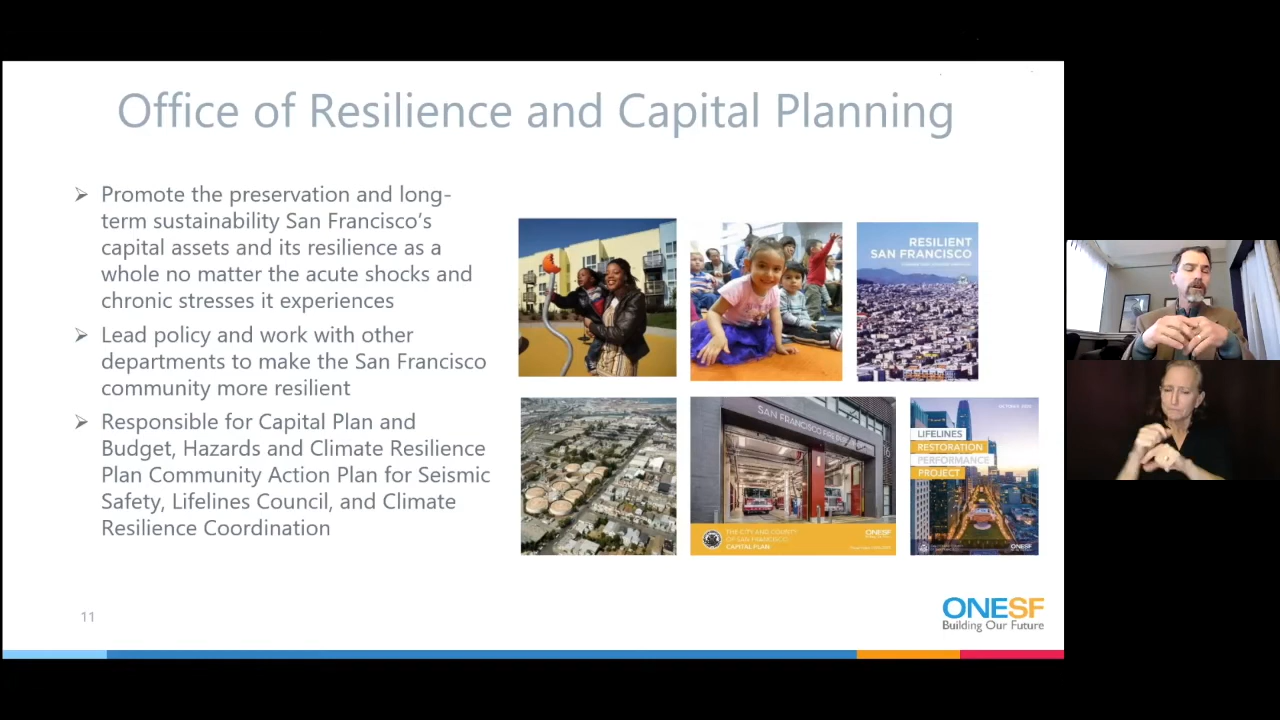 Office of Resilience and Capital Planning
➢ Promote the preservation and long-
term sustainability San Francisco's
capital assets and its resilience as a
whole no matter the acute shocks and
chronic stresses it experiences
➢ Lead policy and work with other
departments to make the San Francisco
community more resilient
➢ Responsible for Capital Plan and
Budget, Hazards and Climate Resilience
Plan Community Action Plan for Seismic
Safety, Lifelines Council, and Climate
Resilience Coordination
RESILIENT
SAN FRANCISCO
SAN FRANCISCO FIRE
16
THE CITY AND COUNTY
OF SAN FRANCISCO
CAPITAL PLAN
ONESF
LIFELINES
RESTORATION
PERFORMANCE
PROJECT
ONESF
11
ONESF
Building Our Future